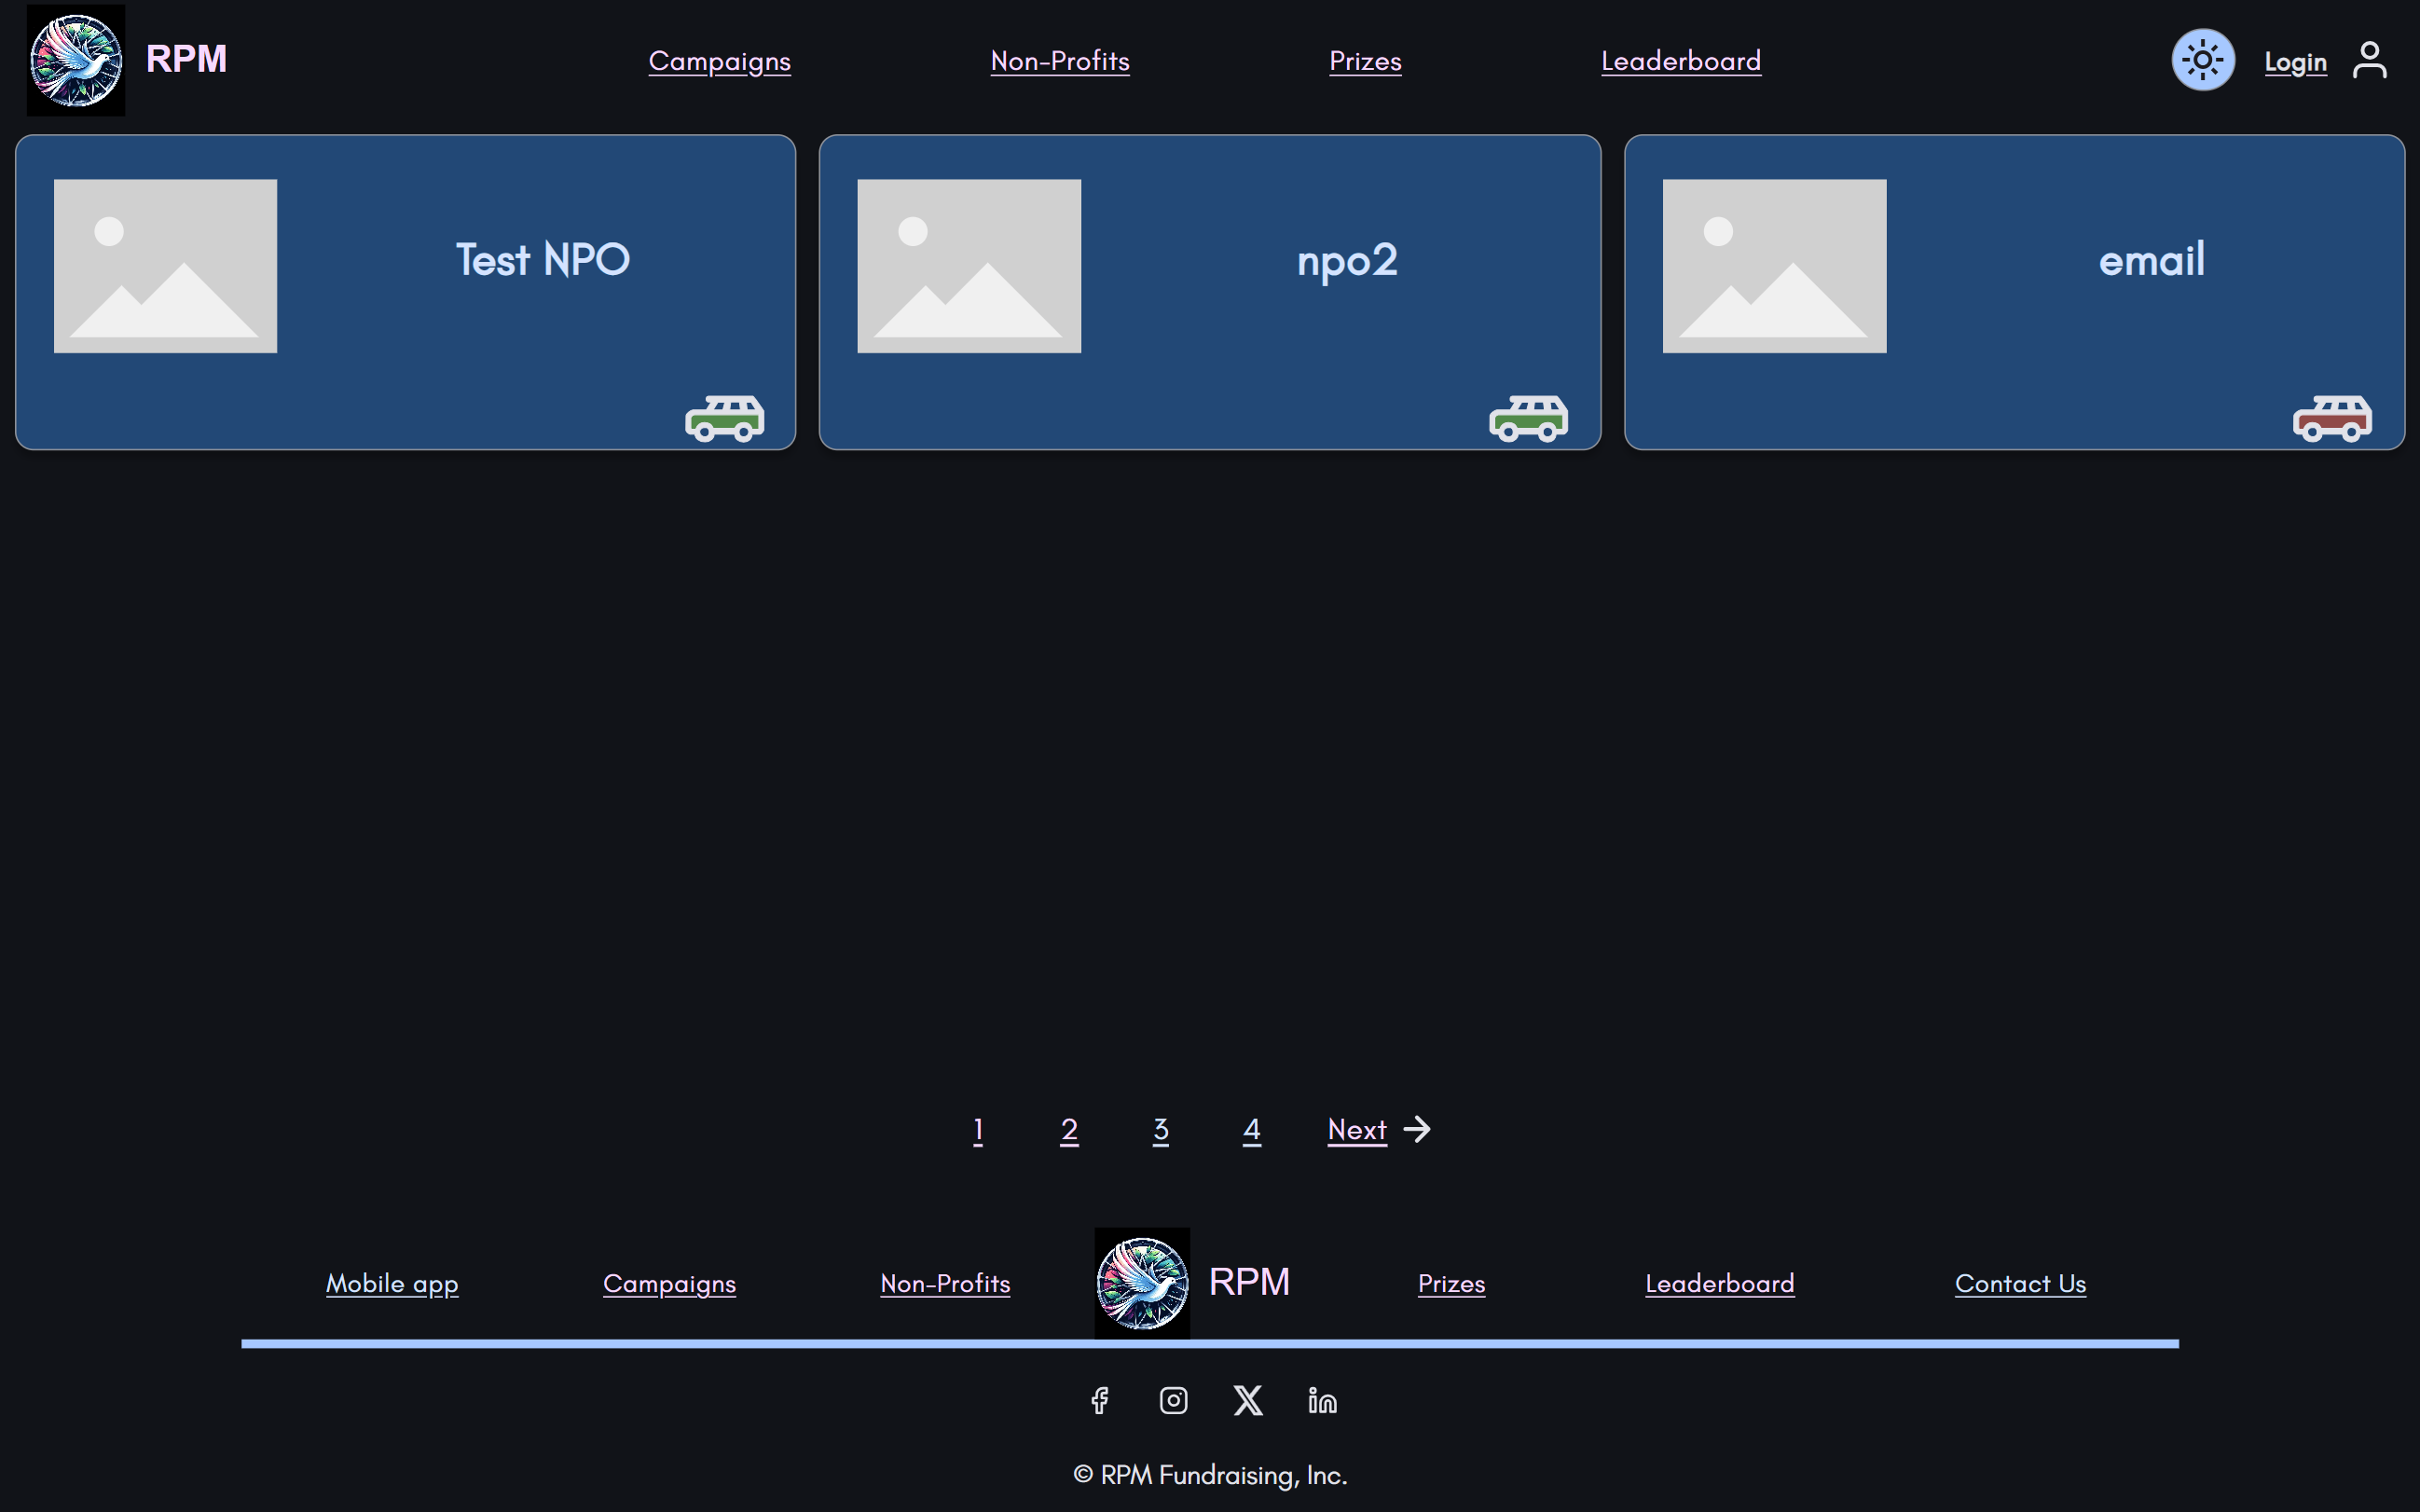 RPM Campaigns Non-Profits Prizes Leaderboard Login
Test NPO npo2 email
1 2 3 4 Next
Mobile app Campaigns Non-Profits RPM Prizes Leaderboard Contact Us
© RPM Fundraising, Inc.